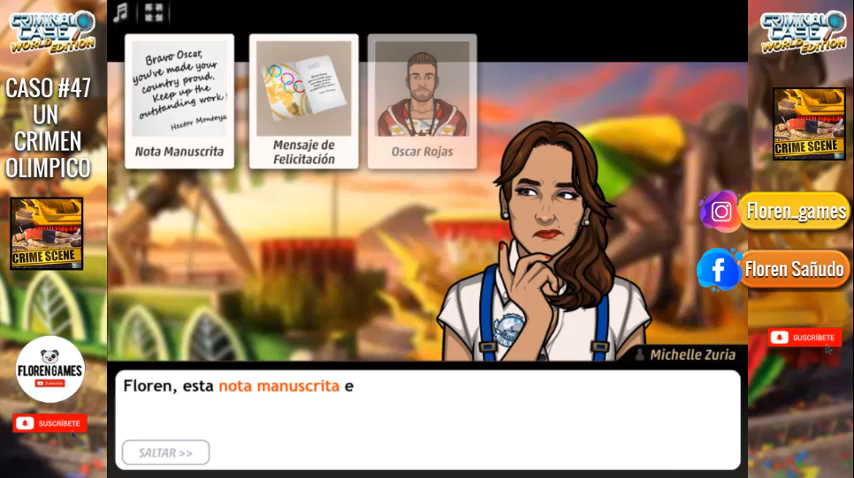 CRIMINAL
CASE
WORLD
EDITION
CASO #47
UN
CRIMEN
OLIMPICO
CRIME SCENE
FLOREN GAMES
SUSCRÍBETE
Bravo Oscar,
you've made your
country proud.
Keep up the
outstanding work!
Hector Montoya
Nota Manuscrita
Mensaje de
Felicitación
Oscar Rojas
Michelle Zuria
Floren, esta nota manuscrita e
SALTAR >>
CRIMINAL
CASE
WORLD
EDITION
CRIME SCENE
Floren_games
Floren Sañudo
SUSCRÍBETE